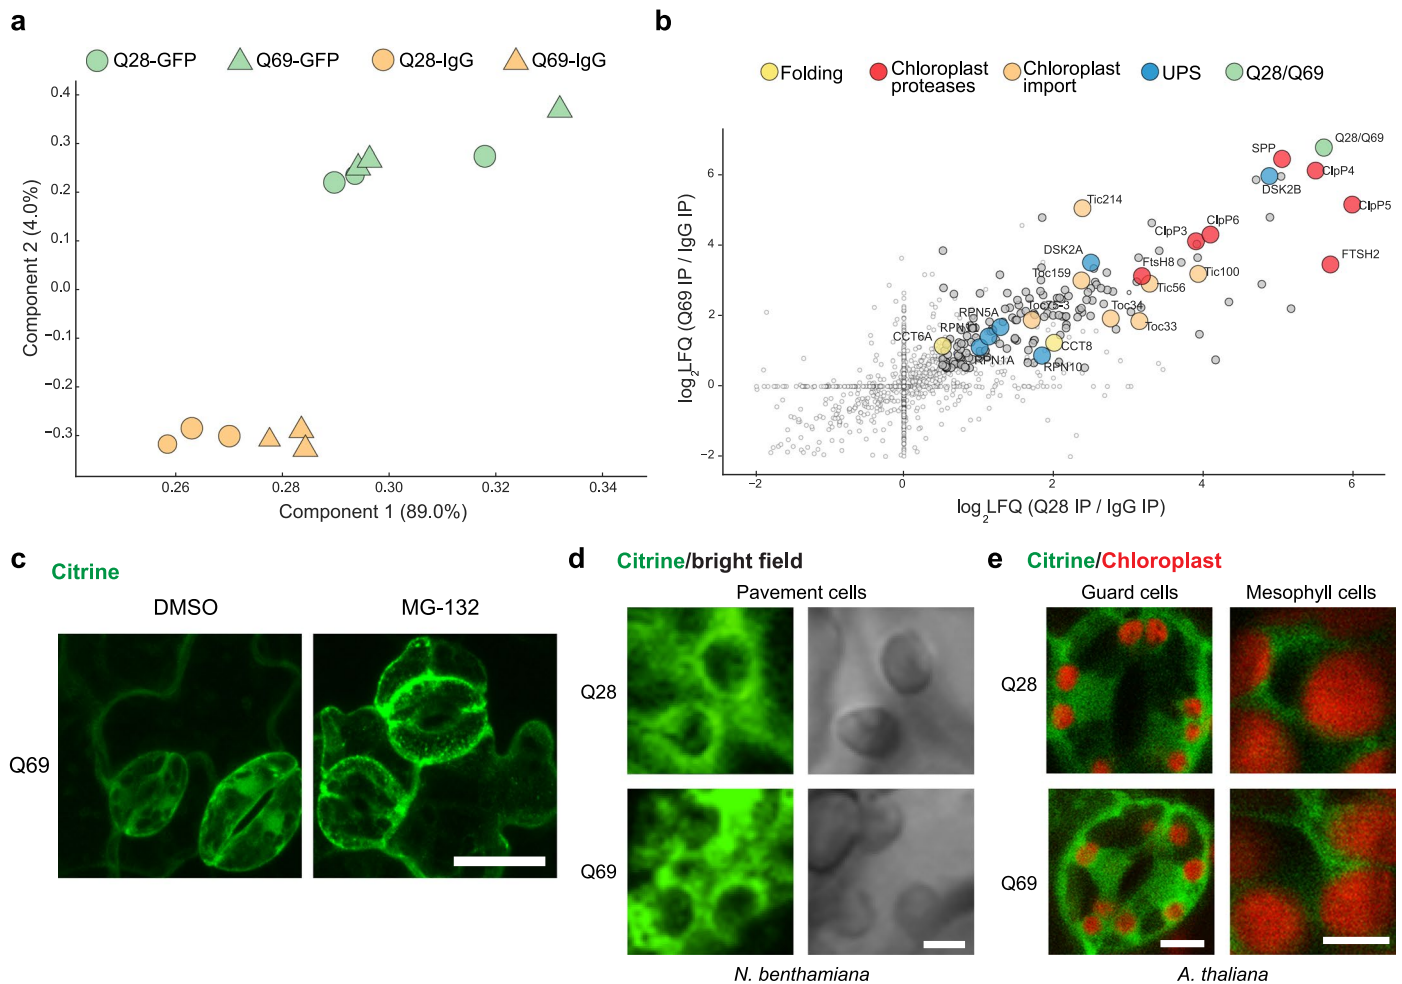 a
Q28-GFP
Q69-GFP
Q28-IgG
Q69-IgG
0.4
0.3
0.2
0.1
0.0
−0.1
−0.2
−0.3
Component 2 (4.0%)
0.26
0.28
0.30
0.32
0.34
Component 1 (89.0%)
b
Folding
Chloroplast
proteases
Chloroplast
import
UPS
Q28/Q69
6
4
2
0
−2
log2LFQ (Q69 IP / IgG IP)
Q28/Q69
SPP
ClpP4
DSK2B
ClpP5
Tic214
ClpP6
ClpP3
FTSH2
DSK2A
FtsH8
Toc159
Tic100
Tic56
Toc75-3
Toc34
RPN5A
Toc33
CCT6A
CCT8
RPN1A
RPN10
−2
0
2
4
6
log2LFQ (Q28 IP / IgG IP)
c
Citrine
DMSO
MG-132
Q69
d
Citrine/bright field
Pavement cells
Q28
Q69
N. benthamiana
e
Citrine/Chloroplast
Guard cells
Mesophyll cells
Q28
Q69
A. thaliana